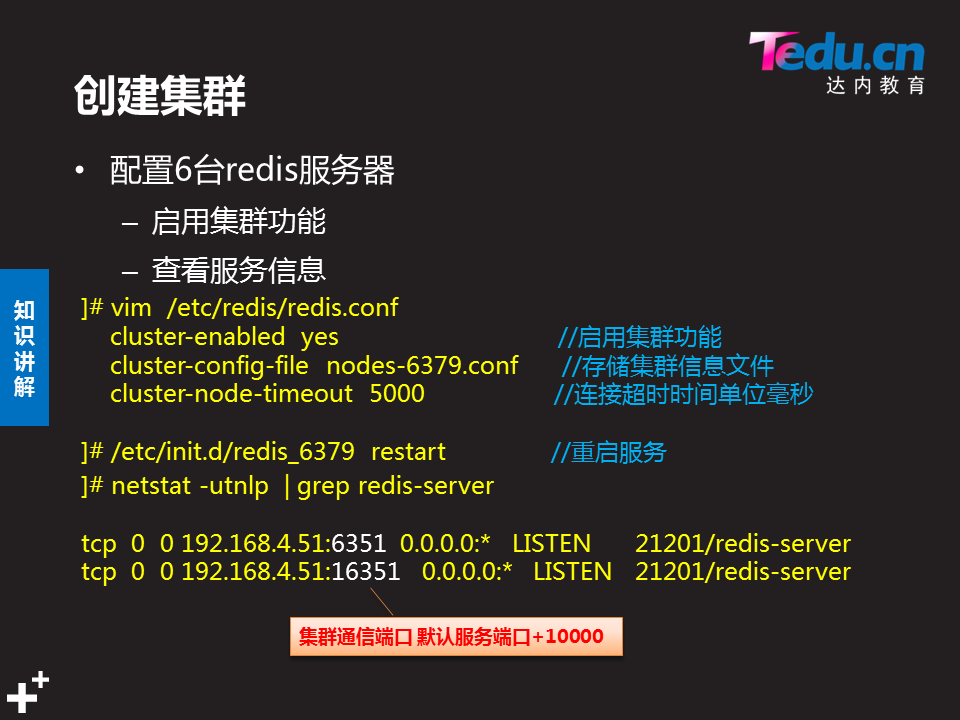 Tedu.cn
达内教育
创建集群
• 配置6台redis服务器
– 启用集群功能
– 查看服务信息
知识讲解
]# vim /etc/redis/redis.conf
cluster-enabled yes //启用集群功能
cluster-config-file nodes-6379.conf //存储集群信息文件
cluster-node-timeout 5000 //连接超时时间单位毫秒
]# /etc/init.d/redis_6379 restart //重启服务
]# netstat -utnlp | grep redis-server
tcp 0 0 192.168.4.51:6351 0.0.0.0:* LISTEN 21201/redis-server
tcp 0 0 192.168.4.51:16351 0.0.0.0:* LISTEN 21201/redis-server
集群通信端口 默认服务端口+10000